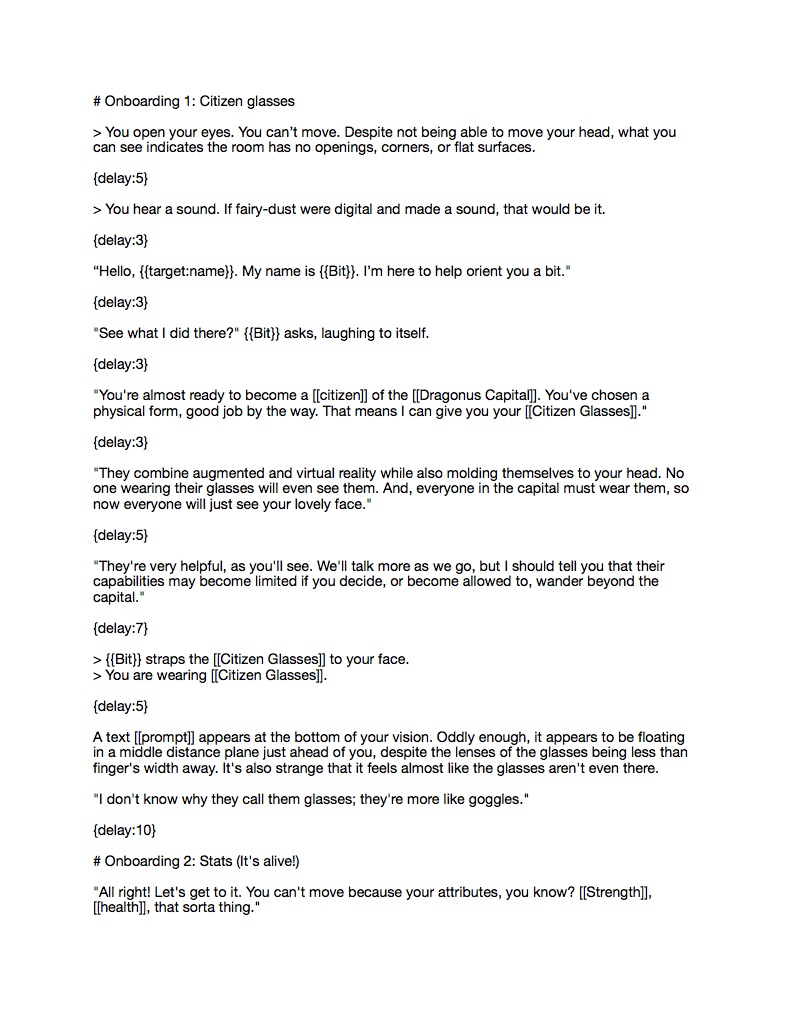 # Onboarding 1: Citizen glasses
> You open your eyes. You can’t move. Despite not being able to move your head, what you
can see indicates the room has no openings, corners, or flat surfaces.
{delay:5}
> You hear a sound. If fairy-dust were digital and made a sound, that would be it.
{delay:3}
“Hello, {{target:name}}. My name is {{Bit}}. I’m here to help orient you a bit."
{delay:3}
"See what I did there?" {{Bit}} asks, laughing to itself.
{delay:3}
"You're almost ready to become a [[citizen]] of the [[Dragonus Capital]]. You've chosen a
physical form, good job by the way. That means I can give you your [[Citizen Glasses]]."
{delay:3}
"They combine augmented and virtual reality while also molding themselves to your head. No
one wearing their glasses will even see them. And, everyone in the capital must wear them, so
now everyone will just see your lovely face."
{delay:5}
"They're very helpful, as you'll see. We'll talk more as we go, but I should tell you that their
capabilities may become limited if you decide, or become allowed to, wander beyond the
capital."
{delay:7}
> {{Bit}} straps the [[Citizen Glasses]] to your face.
> You are wearing [[Citizen Glasses]].
{delay:5}
A text [[prompt]] appears at the bottom of your vision. Oddly enough, it appears to be floating
in a middle distance plane just ahead of you, despite the lenses of the glasses being less than
finger's width away. It's also strange that it feels almost like the glasses aren't even there.
"I don't know why they call them glasses; they're more like goggles."
{delay:10}
# Onboarding 2: Stats (It's alive!)
"All right! Let's get to it. You can't move because your attributes, you know? [[Strength]],
[[health]], that sorta thing."